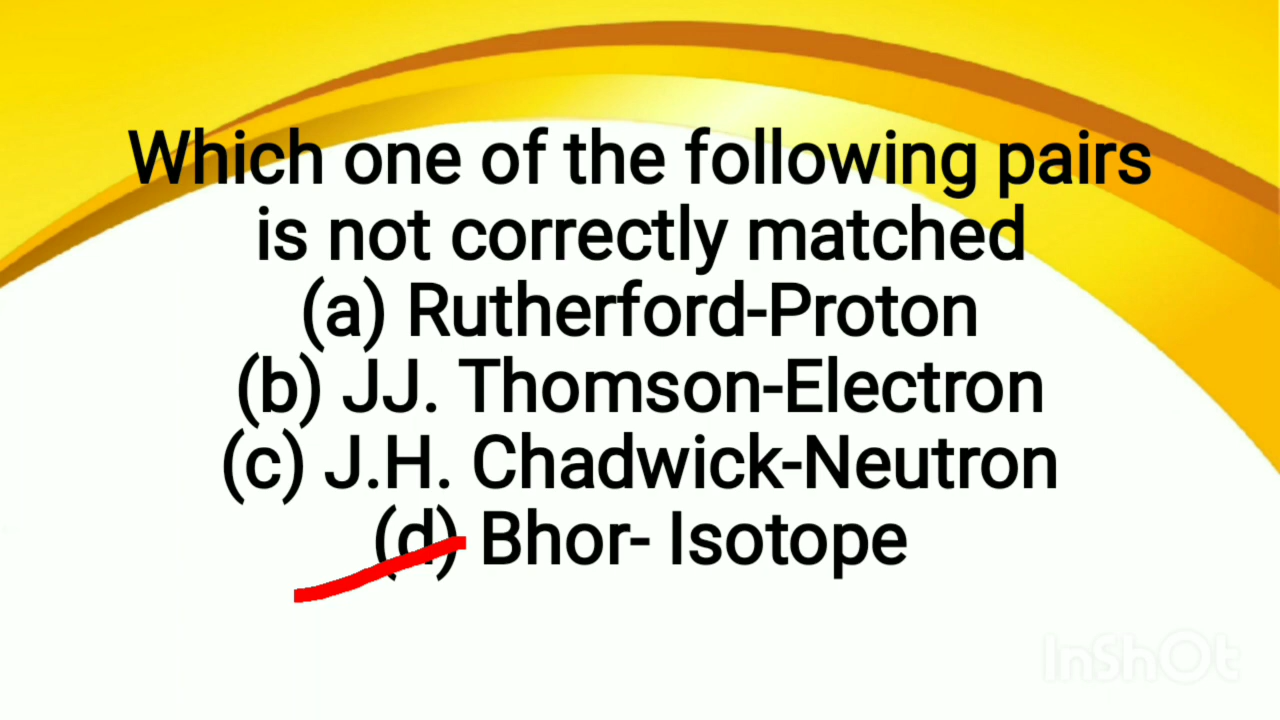 Which one of the following pairs
is not correctly matched
(a) Rutherford-Proton
(b) JJ. Thomson-Electron
(c) J.H. Chadwick-Neutron
(d) Bhor- Isotope
InShOt